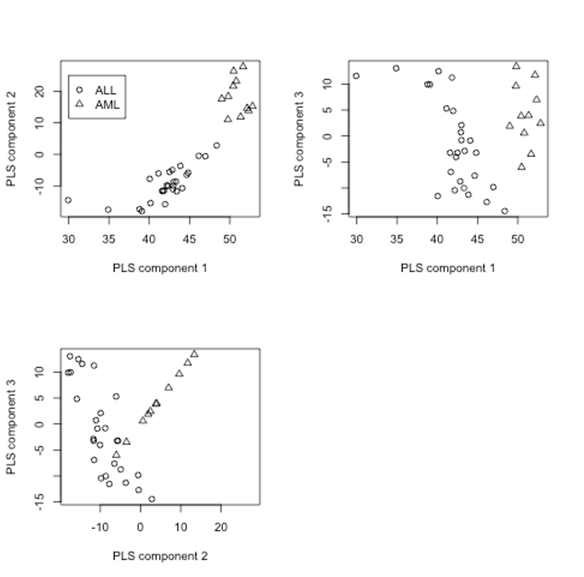 PLS component 2
20
10
0
-10
ALL
AML
30 35 40 45 50
PLS component 1
PLS component 3
10
5
0
-5
-15
30 35 40 45 50
PLS component 1
PLS component 3
10
5
0
-5
-15
-10 0 10 20
PLS component 2